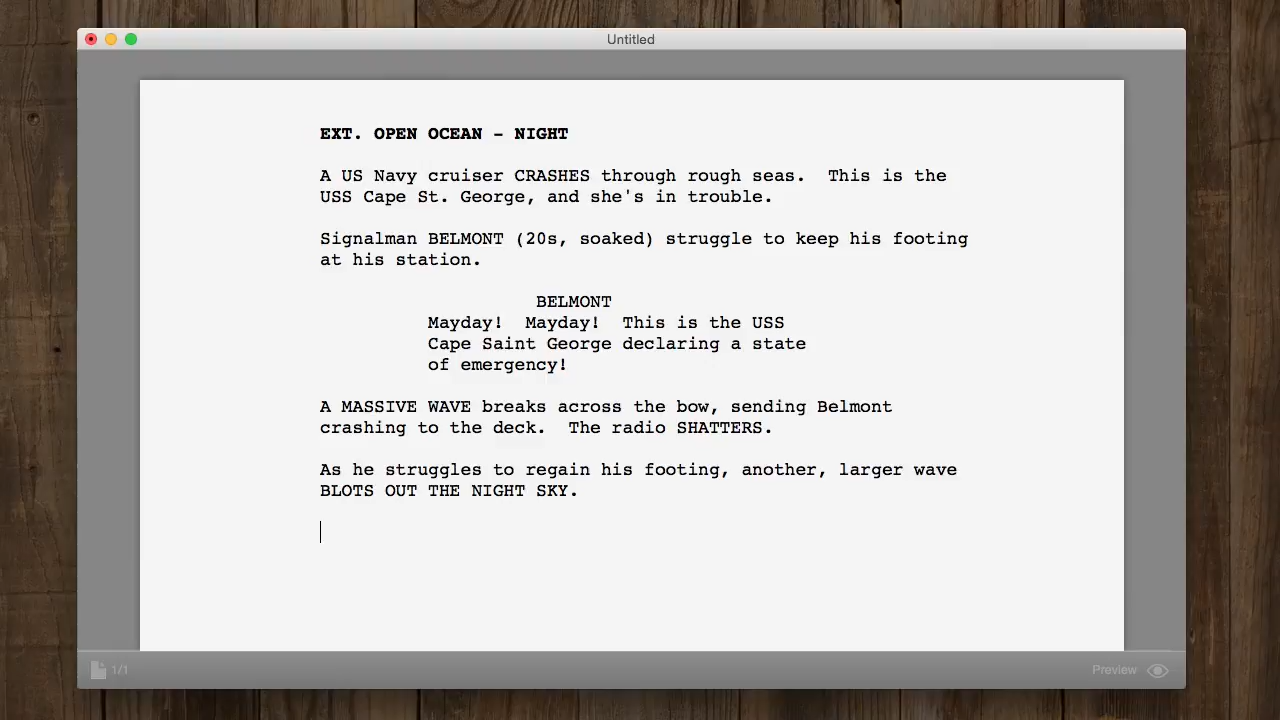 Untitled
EXT. OPEN OCEAN - NIGHT
A US Navy cruiser CRASHES through rough seas.  This is the
USS Cape St. George, and she's in trouble.
Signalman BELMONT (20s, soaked) struggle to keep his footing
at his station.
BELMONT
Mayday!  Mayday!  This is the USS
Cape Saint George declaring a state
of emergency!
A MASSIVE WAVE breaks across the bow, sending Belmont
crashing to the deck.  The radio SHATTERS.
As he struggles to regain his footing, another, larger wave
BLOTS OUT THE NIGHT SKY.
1/1
Preview